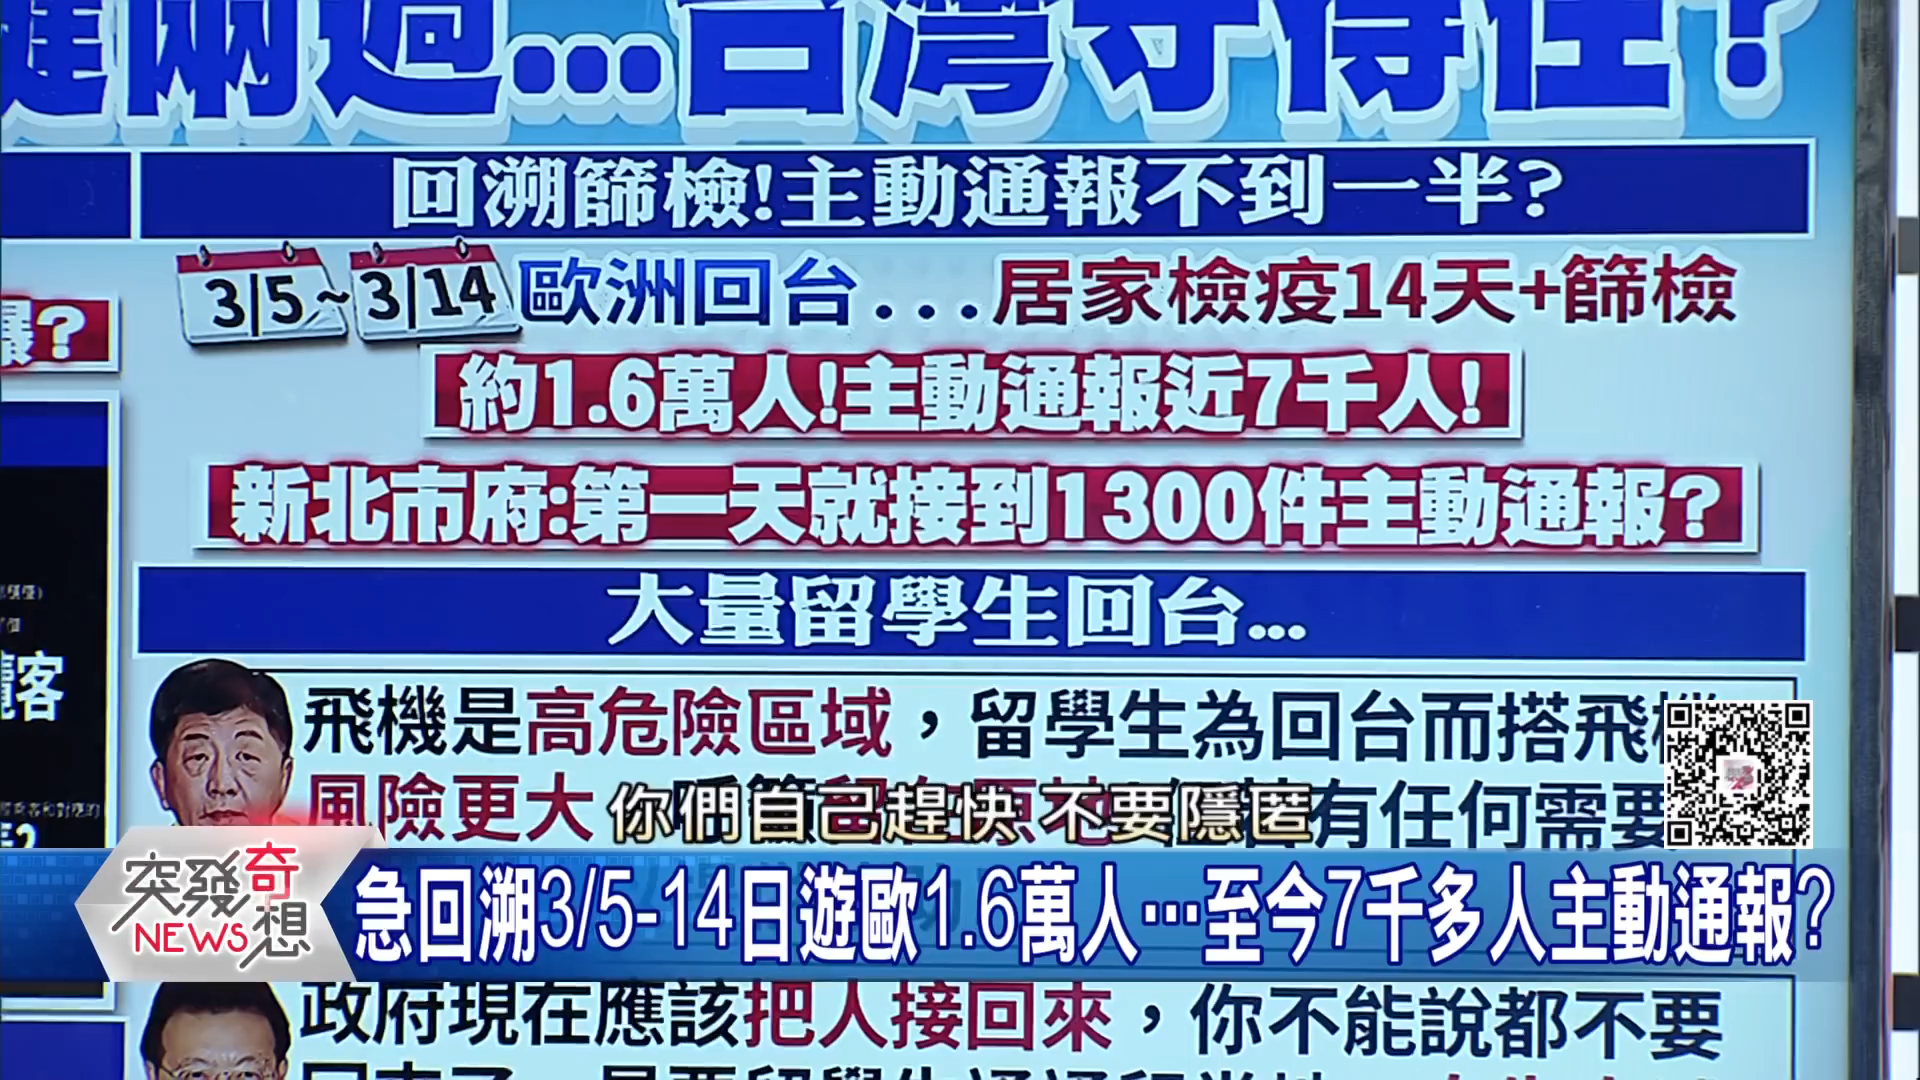 兩週...台灣守得住?
回溯篩檢!主動通報不到一半?
3/5~3/14 歐洲回台...居家檢疫14天+篩檢
爆?
約1.6萬人!主動通報近7千人!
新北市府:第一天就接到1300件主動通報?
大量留學生回台...
客
飛機是高危險區域，留學生為回台而搭飛機
風險更大
有任何需要
你們自己趕快 不要隱匿
突發奇想
NEWS
急回溯3/5-14日遊歐1.6萬人…至今7千多人主動通報?
政府現在應該把人接回來，你不能說都不要